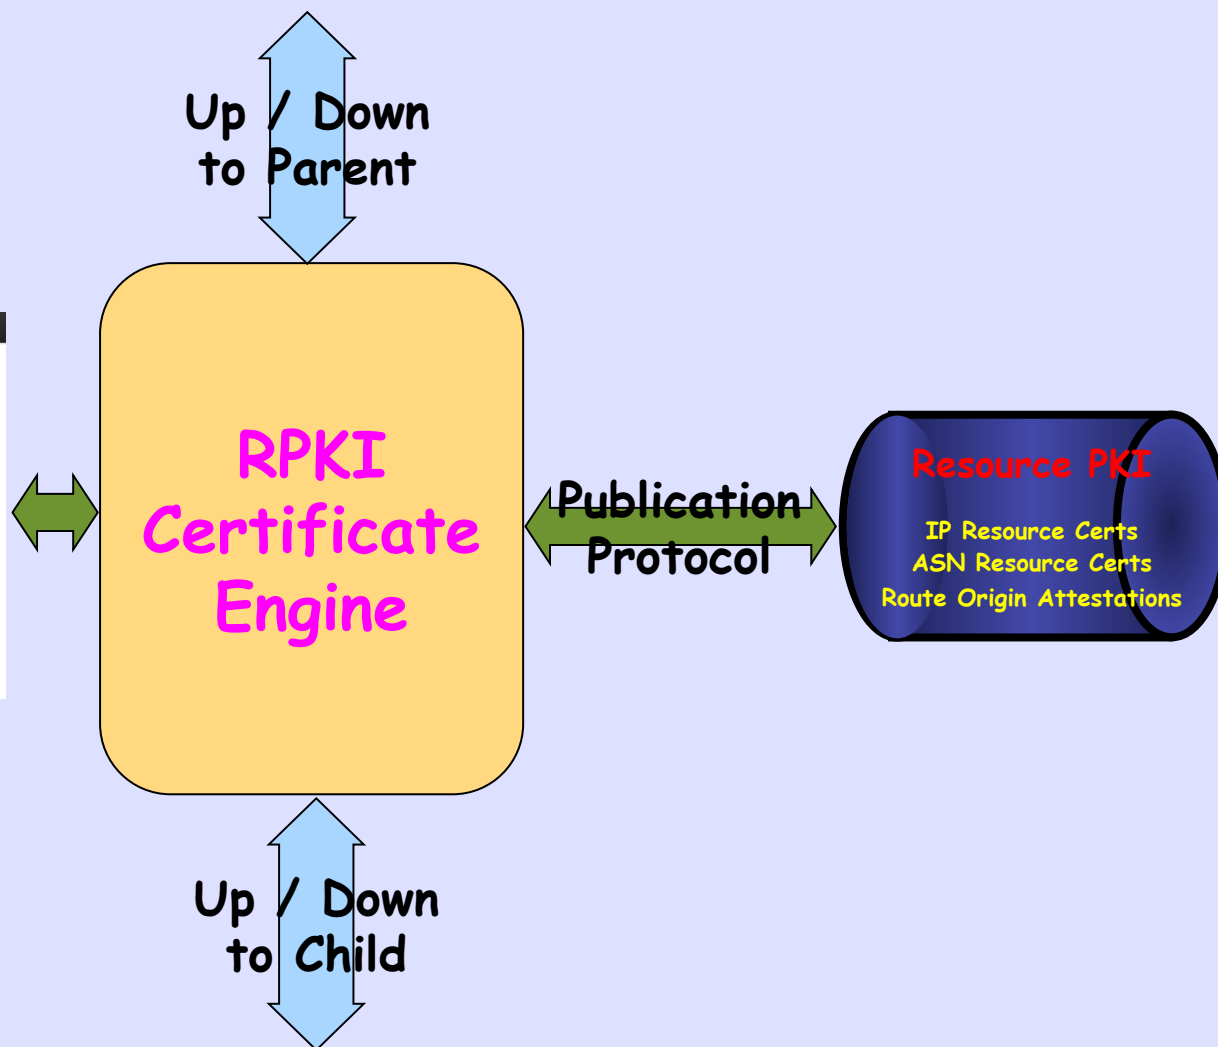 Up / Down
to Parent
RPKI
Certificate
Engine
Publication
Protocol
Resource PKI
IP Resource Certs
ASN Resource Certs
Route Origin Attestations
Up / Down
to Child